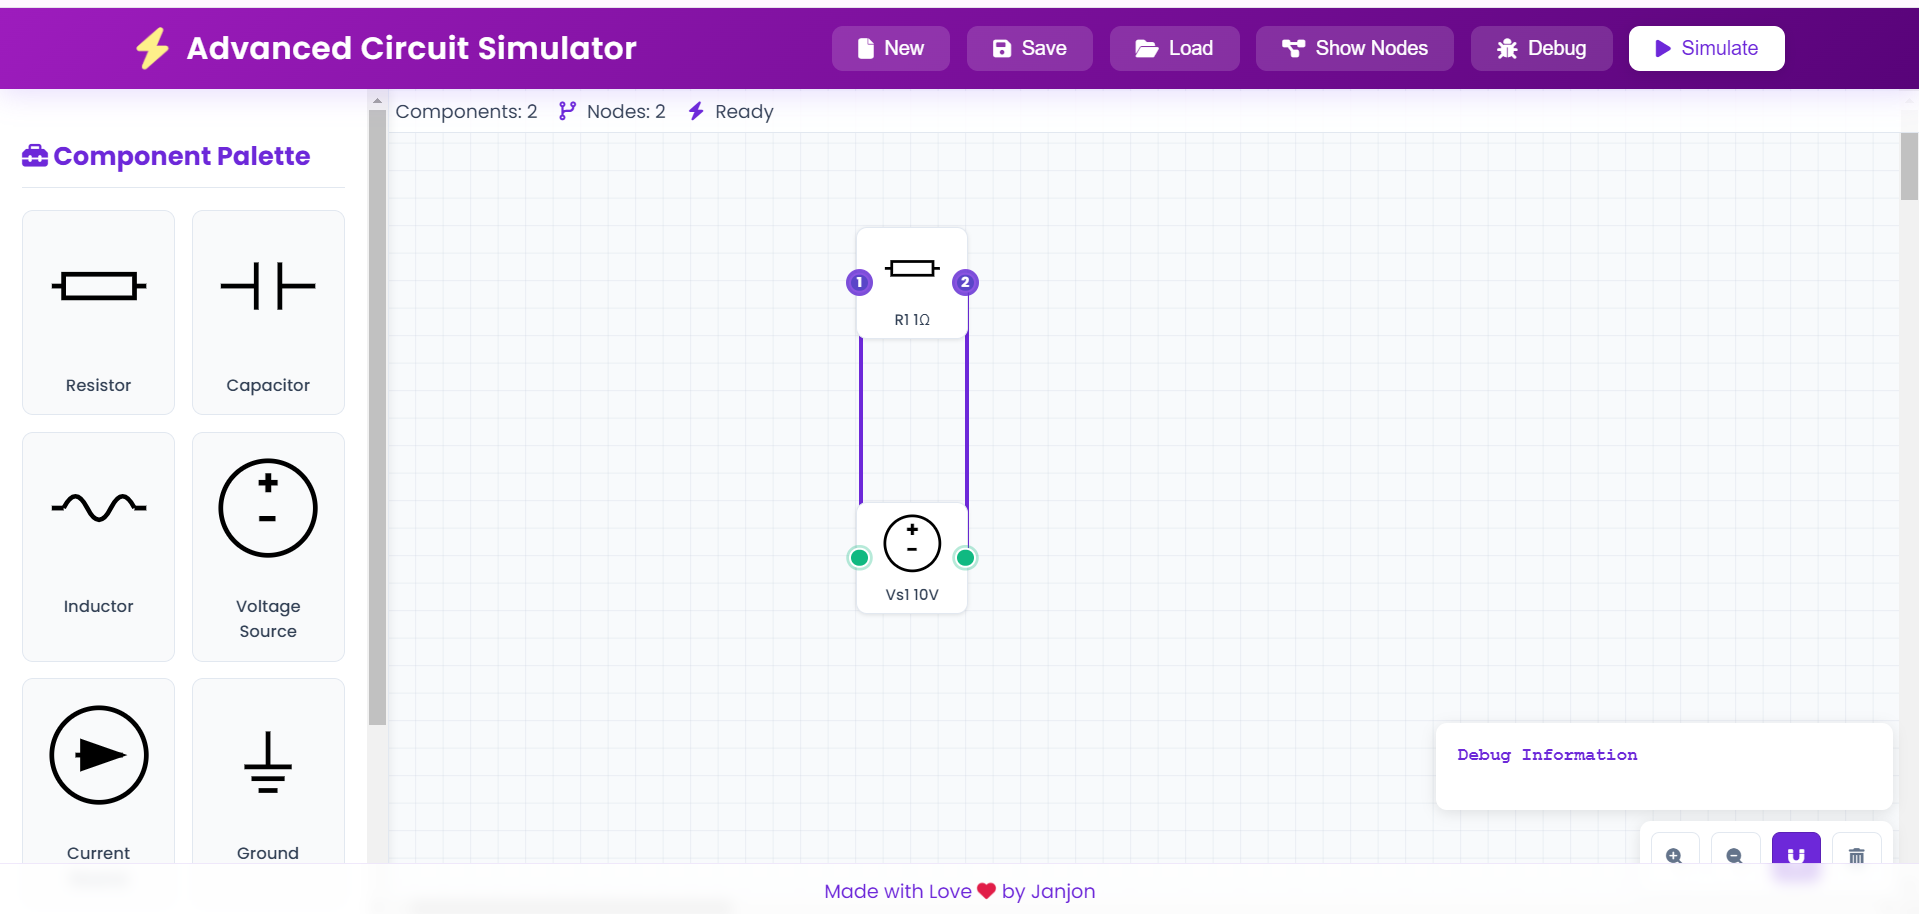 Advanced Circuit Simulator
New
Save
Load
Show Nodes
Debug
Simulate
Components: 2
Nodes: 2
Ready
Component Palette
Resistor
Capacitor
Inductor
Voltage
Source
Current
Ground
1
2
R1 1Ω
Vs1 10V
Debug Information
Made with Love ❤ by Janjon